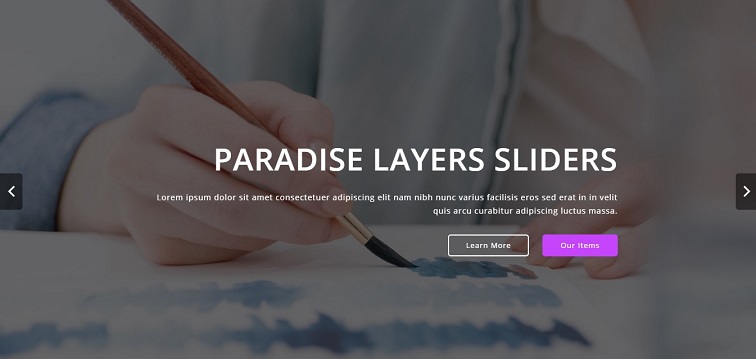 PARADISE LAYERS SLIDERS
Lorem ipsum dolor sit amet consectetuer adipiscing elit nam nibh nunc varius facilisis eros sed erat in in velit
quis arcu curabitur adipiscing luctus massa.
Learn More
Our Items